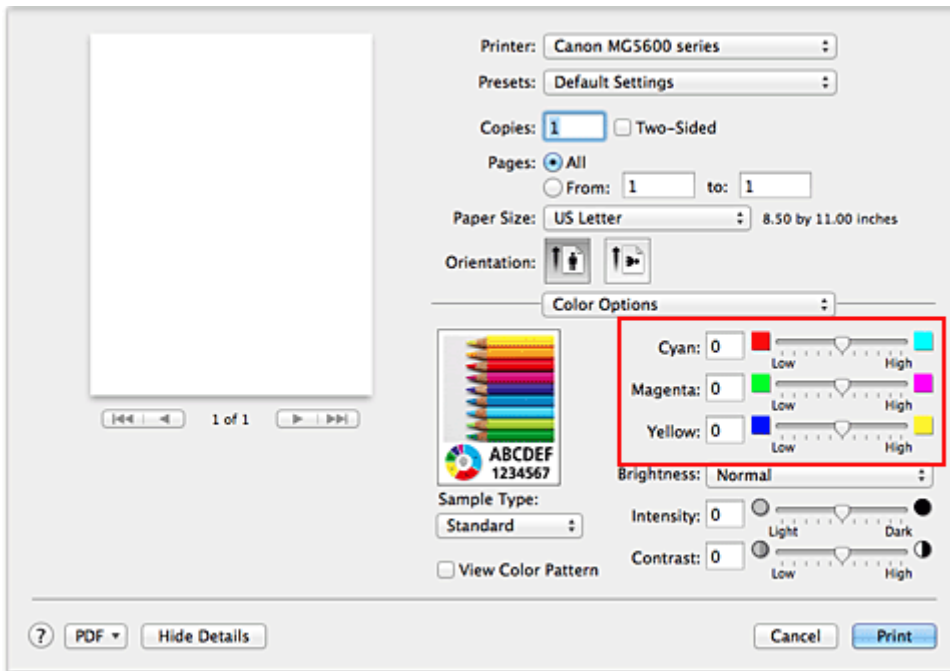 Printer: Canon MG5600 series
Presets: Default Settings
Copies: 1 Two-Sided
Pages: All
From: 1 to: 1
Paper Size: US Letter 8.50 by 11.00 inches
Orientation:
Color Options
Cyan: 0
Low High
Magenta: 0
Low High
Yellow: 0
Low High
1 of 1
ABCDEF
1234567
Brightness: Normal
Sample Type:
Standard
Intensity: 0
Light Dark
View Color Pattern
Contrast: 0
Low High
? PDF Hide Details Cancel Print